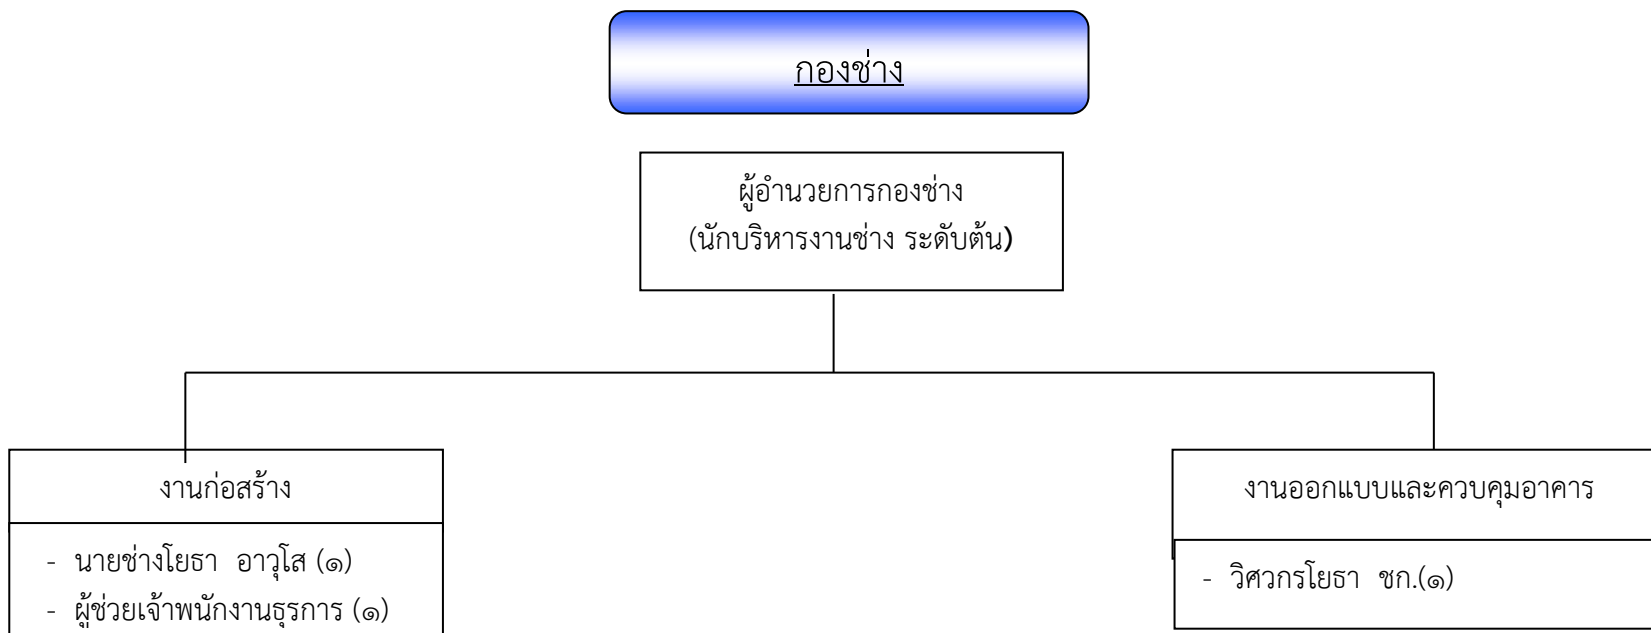 กองช่าง
ผู้อำนวยการกองช่าง
(นักบริหารงานช่าง ระดับต้น)
งานก่อสร้าง
- นายช่างโยธา อาวุโส (๑)
- ผู้ช่วยเจ้าพนักงานธุรการ (๑)
งานออกแบบและควบคุมอาคาร
- วิศวกรโยธา ชก.(๑)